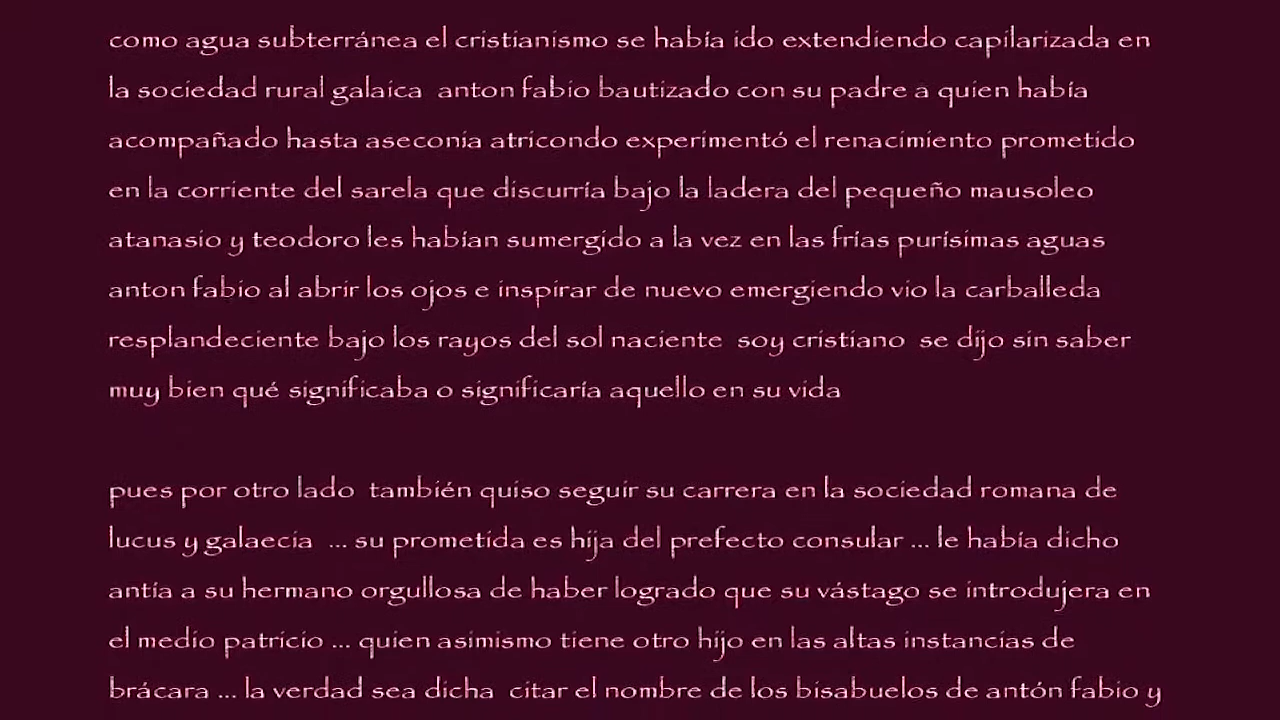 como agua subterránea el cristianismo se había ido extendiendo capilarizada en
la sociedad rural galaica  anton fabio bautizado con su padre a quien había
acompañado hasta aseconia atricondo experimentó el renacimiento prometido
en la corriente del sarela que discurría bajo la ladera del pequeño mausoleo
atanasio y teodoro les habían sumergido a la vez en las frías purísimas aguas
anton fabio al abrir los ojos e inspirar de nuevo emergiendo vio la carballeda
resplandeciente bajo los rayos del sol naciente  soy cristiano  se dijo sin saber
muy bien qué significaba o significaría aquello en su vida
pues por otro lado  también quiso seguir su carrera en la sociedad romana de
lucus y galaecia  ... su prometida es hija del prefecto consular ... le había dicho
antía a su hermano orgullosa de haber logrado que su vástago se introdujera en
el medio patricio ... quien asimismo tiene otro hijo en las altas instancias de
brácara ... la verdad sea dicha  citar el nombre de los bisabuelos de antón fabio y